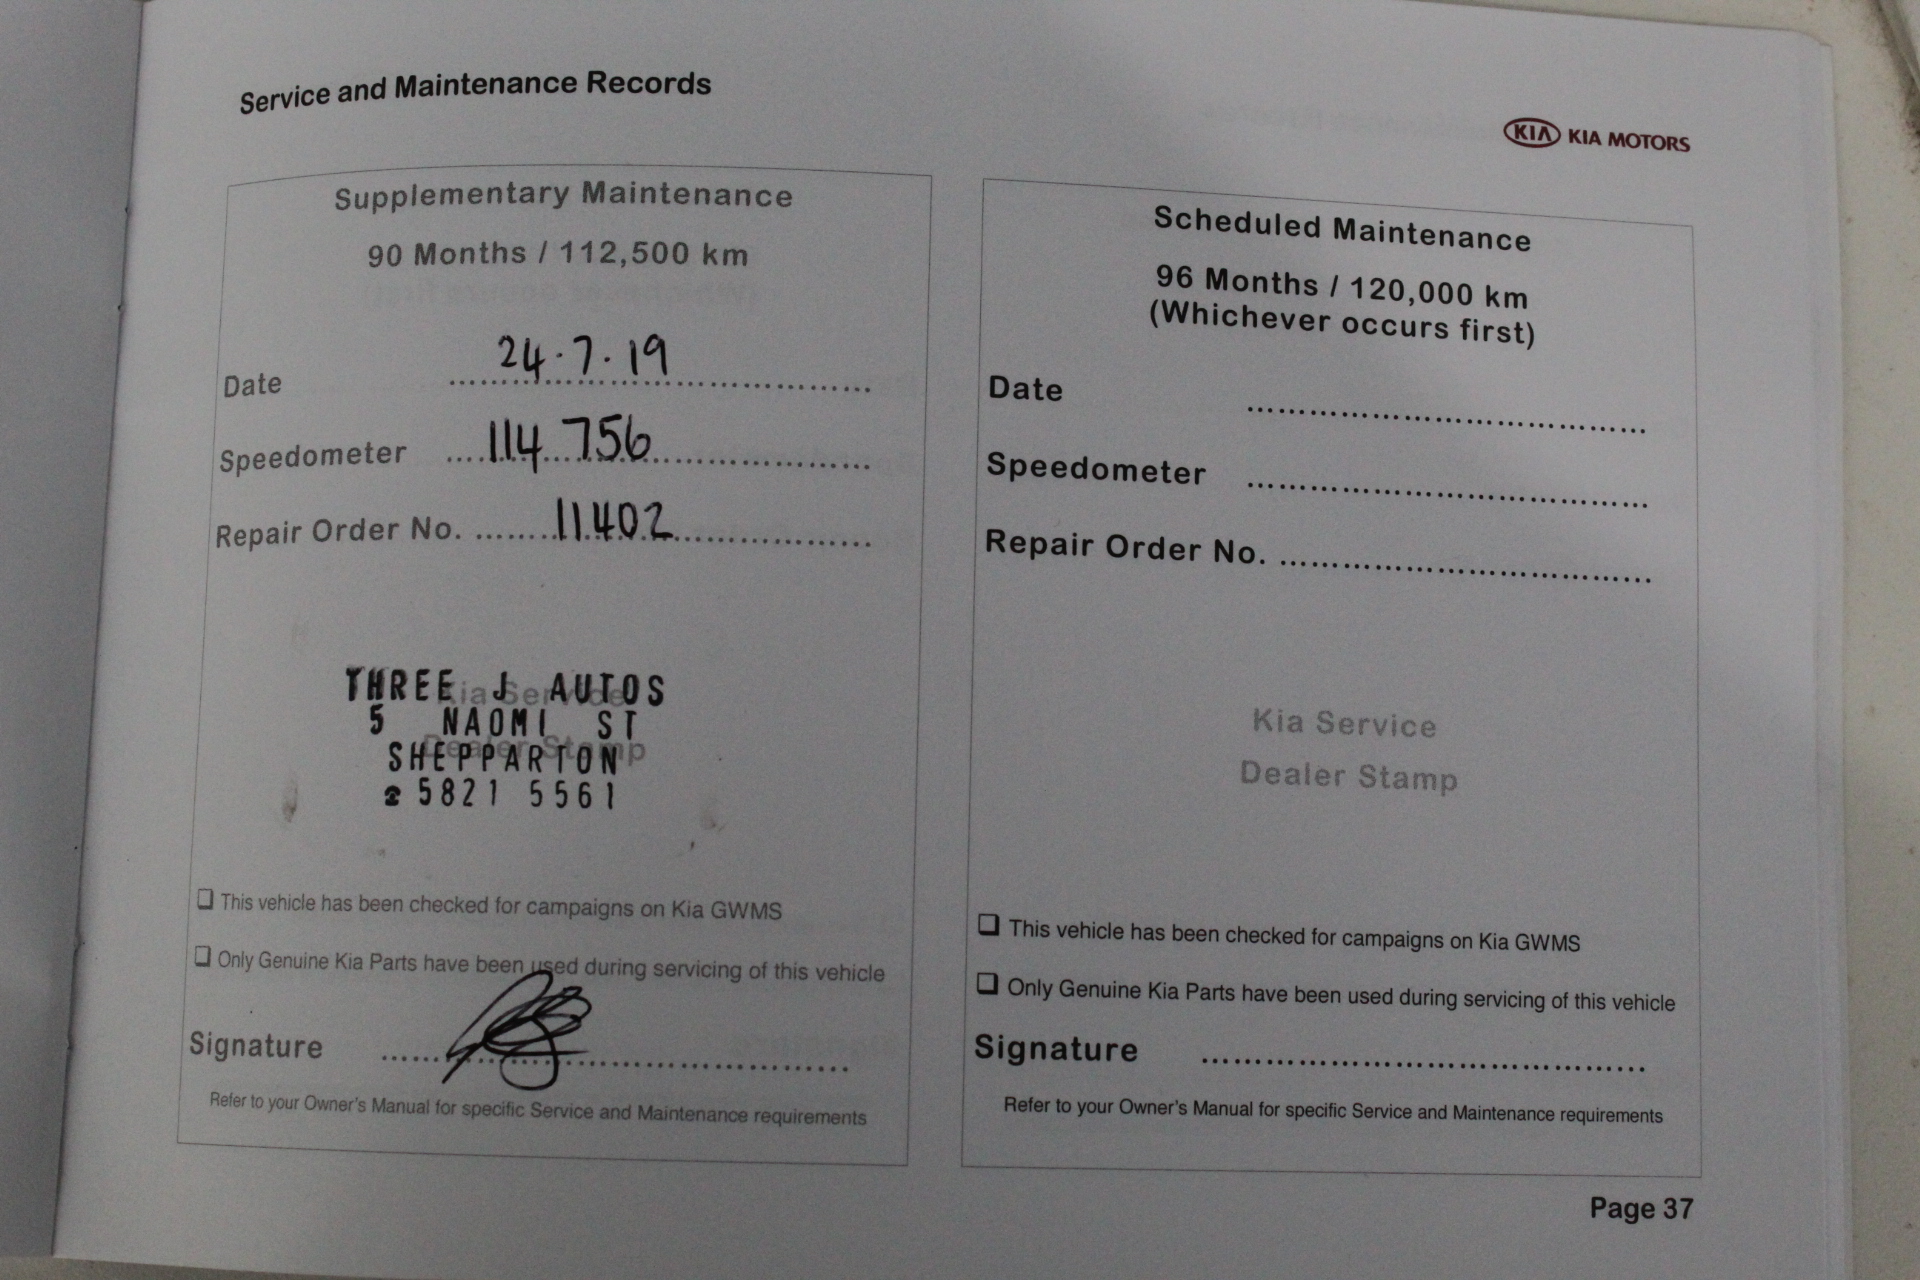 Service and Maintenance Records
KIA KIA MOTORS
Supplementary Maintenance
90 Months / 112,500 km
Date 24.7.19
Speedometer 114 756
Repair Order No. 11402
Kia Service
Dealer Stamp
THREE J AUTOS
5 NAOMI ST
SHEPPARTON
☎ 5821 5561
❑ This vehicle has been checked for campaigns on Kia GWMS
❑ Only Genuine Kia Parts have been used during servicing of this vehicle
Signature
Refer to your Owner's Manual for specific Service and Maintenance requirements
Scheduled Maintenance
96 Months / 120,000 km
(Whichever occurs first)
Date
Speedometer
Repair Order No.
Kia Service
Dealer Stamp
❑ This vehicle has been checked for campaigns on Kia GWMS
❑ Only Genuine Kia Parts have been used during servicing of this vehicle
Signature
Refer to your Owner's Manual for specific Service and Maintenance requirements
Page 37